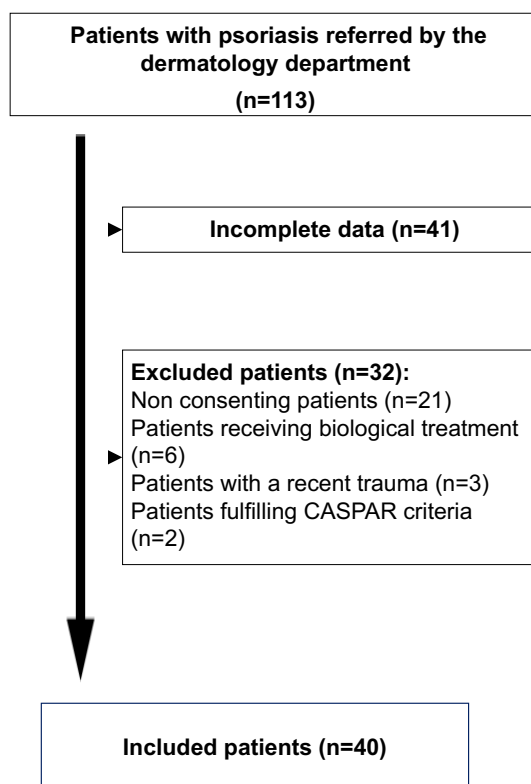 Patients with psoriasis referred by the
dermatology department
(n=113)
Incomplete data (n=41)
Excluded patients (n=32):
Non consenting patients (n=21)
Patients receiving biological treatment
(n=6)
Patients with a recent trauma (n=3)
Patients fulfilling CASPAR criteria
(n=2)
Included patients (n=40)